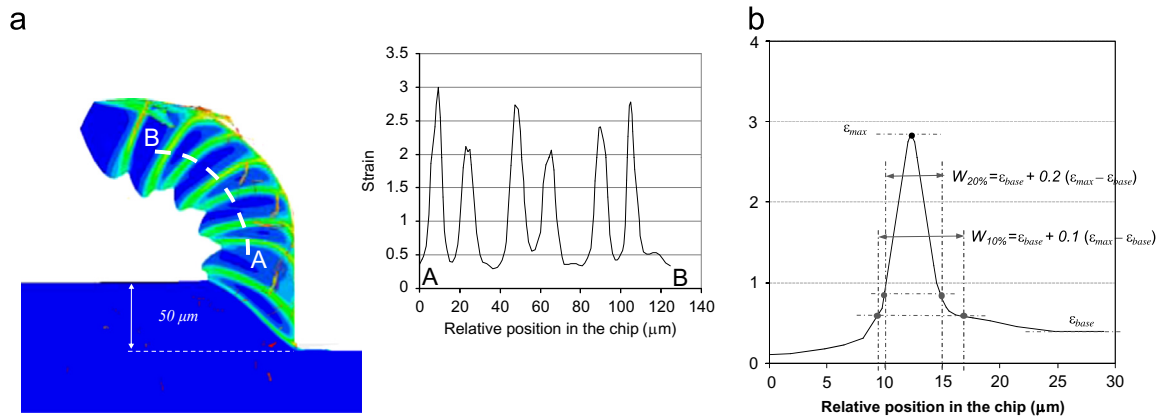 a
B
A
50 μm
3.5
3
2.5
2
1.5
1
0.5
0
Strain
A
B
0 20 40 60 80 100 120 140
Relative position in the chip (μm)
b
4
3
2
1
0
εmax
W20%=εbase + 0.2 (εmax – εbase)
W10%=εbase + 0.1 (εmax – εbase)
εbase
0 5 10 15 20 25 30
Relative position in the chip (μm)